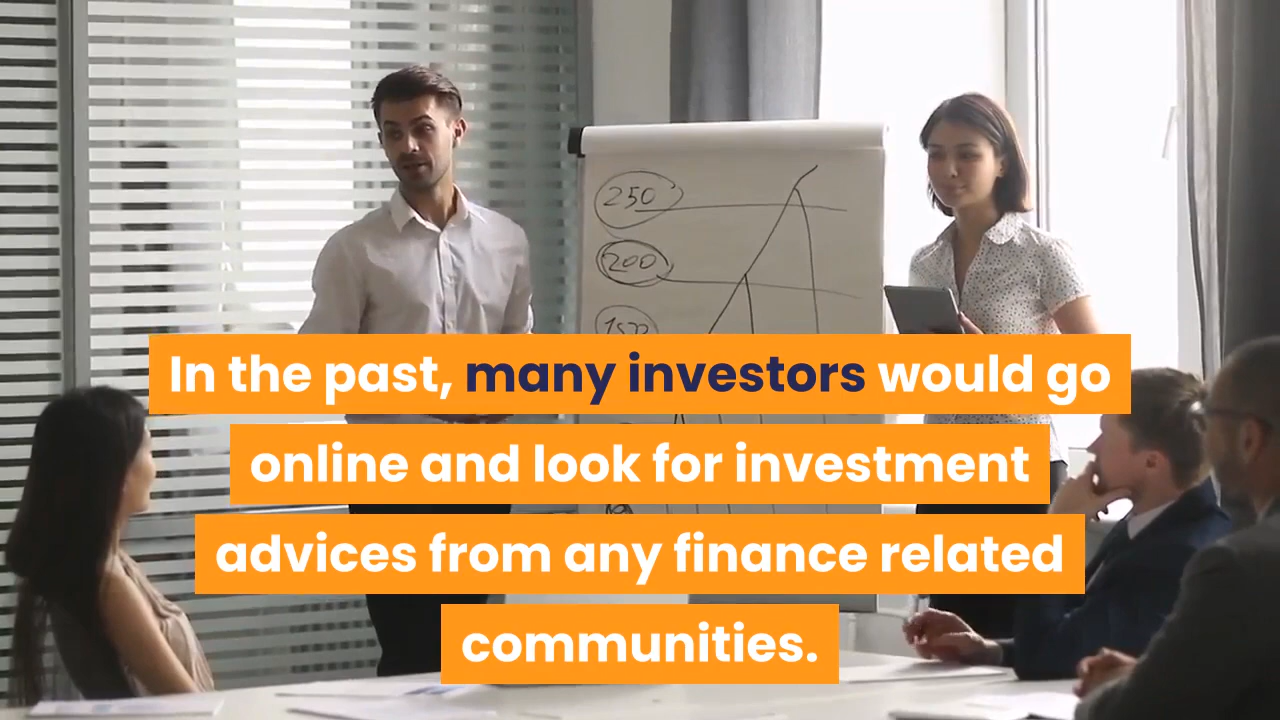 250
200
In the past, many investors would go
online and look for investment
advices from any finance related
communities.